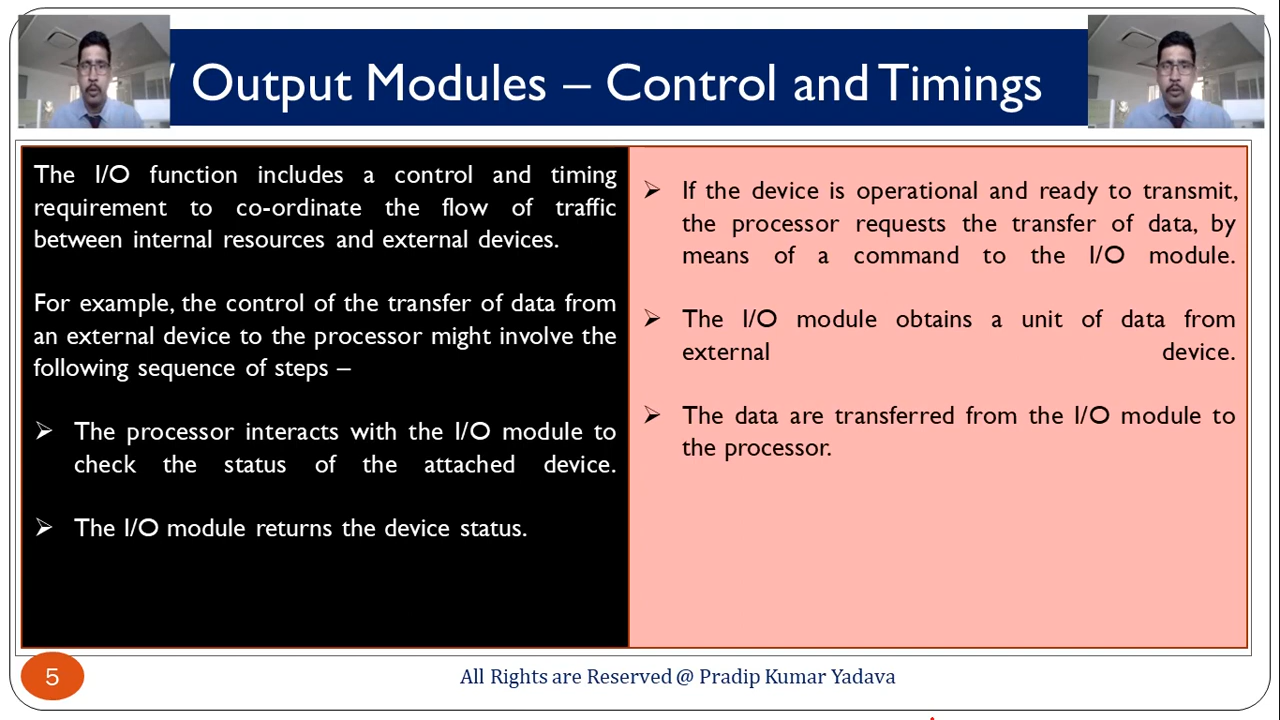 / Output Modules – Control and Timings
The I/O function includes a control and timing
requirement to co-ordinate the flow of traffic
between internal resources and external devices.
For example, the control of the transfer of data from
an external device to the processor might involve the
following sequence of steps –
➢ The processor interacts with the I/O module to
check the status of the attached device.
➢ The I/O module returns the device status.
➢ If the device is operational and ready to transmit,
the processor requests the transfer of data, by
means of a command to the I/O module.
➢ The I/O module obtains a unit of data from
external device.
➢ The data are transferred from the I/O module to
the processor.
5
All Rights are Reserved @ Pradip Kumar Yadava